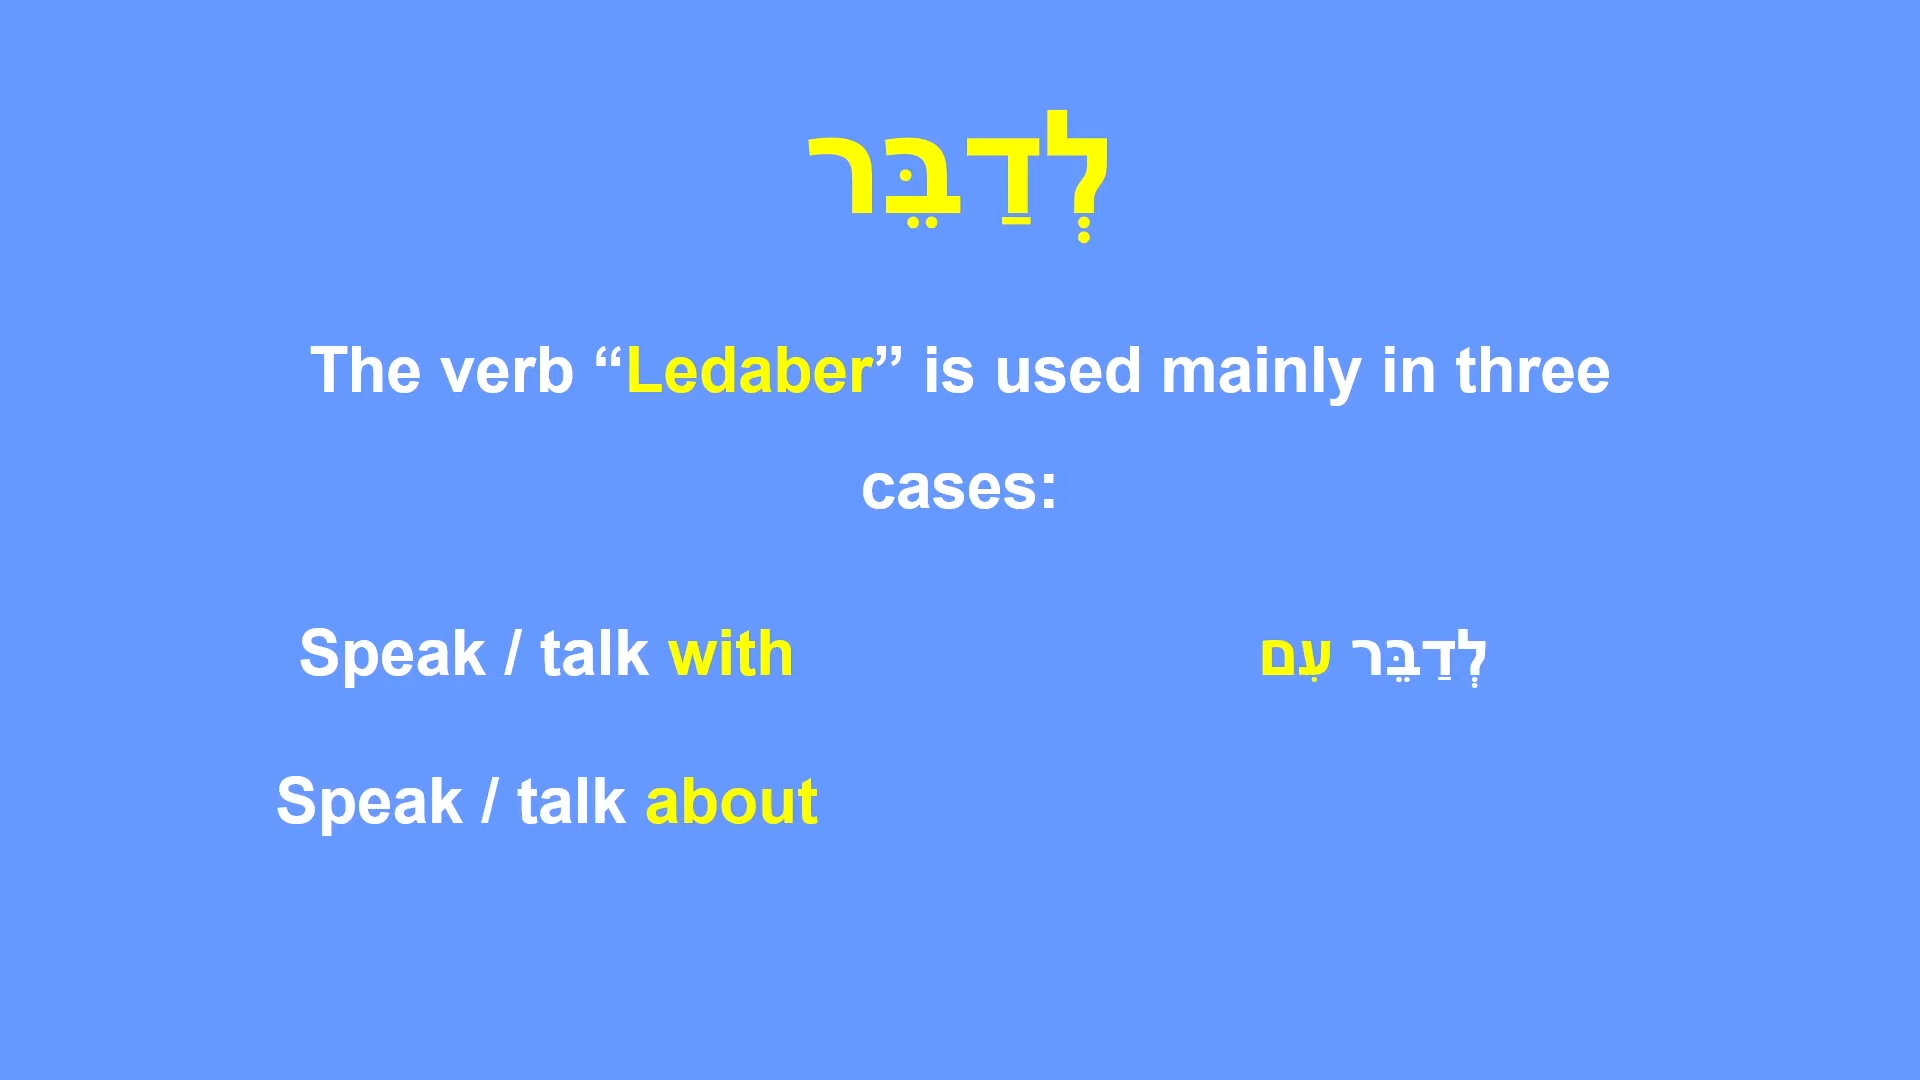 לְדַבֵּר
The verb “Ledaber” is used mainly in three
cases:
Speak / talk with
לְדַבֵּר עִם
Speak / talk about